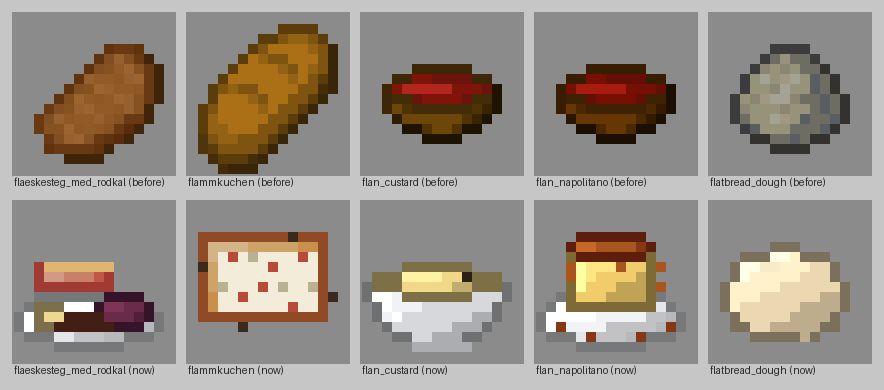 flaeskesteg_med_rodkal (before)
flammkuchen (before)
flan_custard (before)
flan_napolitano (before)
flatbread_dough (before)
flaeskesteg_med_rodkal (now)
flammkuchen (now)
flan_custard (now)
flan_napolitano (now)
flatbread_dough (now)